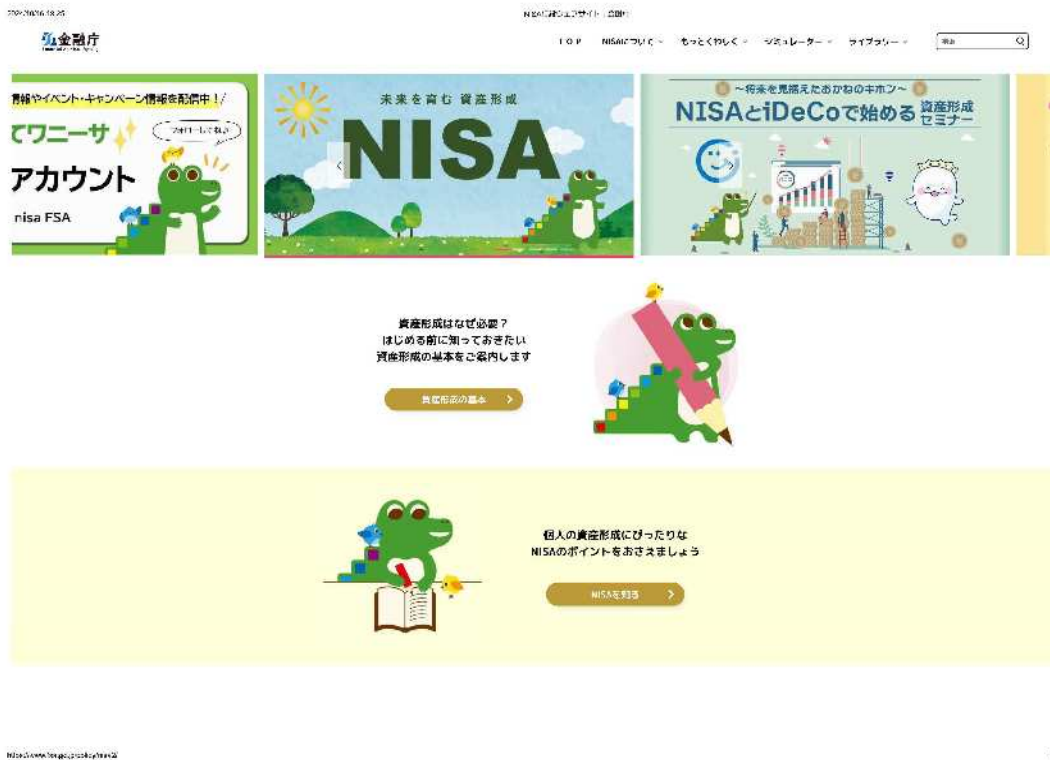 金融庁
NISAについて
もっとくわしく
シミュレーター
ライブラリー
検索
情報やイベント・キャンペーン情報を配信中！
てワニーサ
フォローしてね♪
アカウント
nisa FSA
未来を育む 資産形成
NISA
～将来を見据えたおかねのキホン～
NISAとiDeCoで始める 資産形成セミナー
資産形成はなぜ必要？
はじめる前に知っておきたい
資産形成の基本をご案内します
資産形成の基本
個人の資産形成にぴったりな
NISAのポイントをおさえましょう
NISAを知る